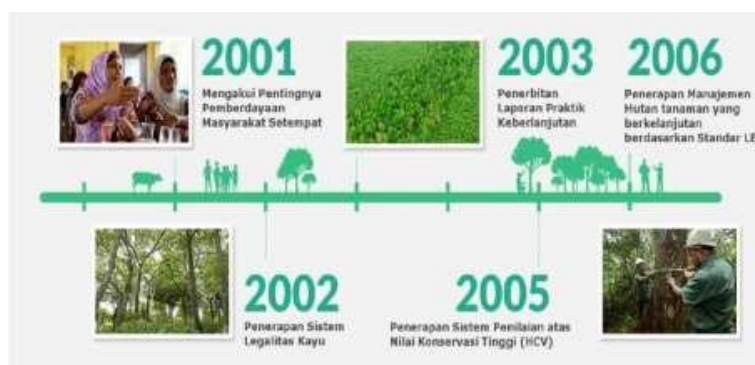 2001
Mengakui Pentingnya
Pemberdayaan
Masyarakat Setempat
2003
Penerbitan
Laporan Praktik
Keberlanjutan
2006
Penerapan Manajemen
Hutan tanaman yang
berkelanjutan
berdasarkan Standar LE
2002
Penerapan Sistem
Legalitas Kayu
2005
Penerapan Sistem Penilaian atas
Nilai Konservasi Tinggi (HCV)